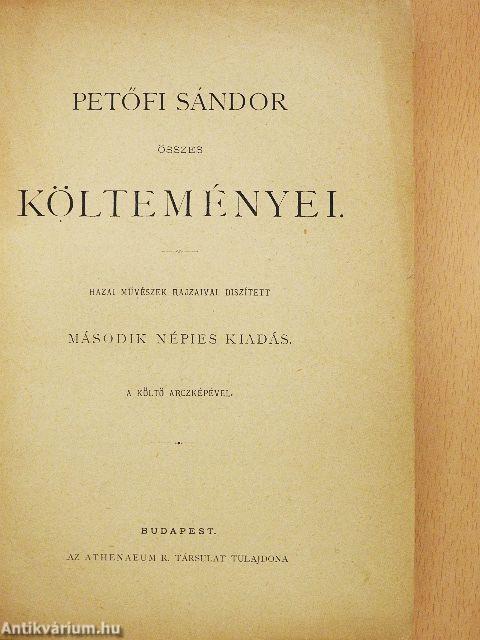 PETŐFI SÁNDOR
ÖSSZES
KÖLTEMÉNYEI.
HAZAI MŰVÉSZEK RAJZAIVAL DISZÍTETT
MÁSODIK NÉPIES KIADÁS.
A KÖLTŐ ARCZKÉPÉVEL.
BUDAPEST.
AZ ATHENAEUM R. TÁRSULAT TULAJDONA
Antikvárium.hu